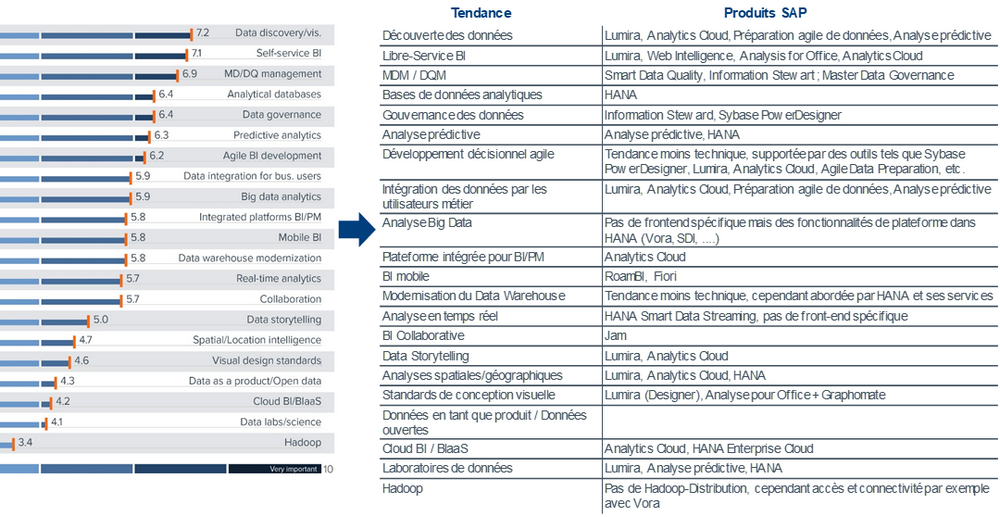 7.2 Data discovery/vis.
7.1 Self-service BI
6.9 MD/DQ management
6.4 Analytical databases
6.4 Data governance
6.3 Predictive analytics
6.2 Agile BI development
5.9 Data integration for bus. users
5.9 Big data analytics
5.8 Integrated platforms BI/PM
5.8 Mobile BI
5.8 Data warehouse modernization
5.7 Real-time analytics
5.7 Collaboration
5.0 Data storytelling
4.7 Spatial/Location intelligence
4.6 Visual design standards
4.3 Data as a product/Open data
4.2 Cloud BI/BIaaS
4.1 Data labs/science
3.4 Hadoop
Very important 10
Tendance Produits SAP
Découverte des données Lumira, Analytics Cloud, Préparation agile de données, Analyse prédictive
Libre-Service BI Lumira, Web Intelligence, Analysis for Office, Analytics Cloud
MDM / DQM Smart Data Quality, Information Stew art ; Master Data Governance
Bases de données analytiques HANA
Gouvernance des données Information Stew ard, Sybase Pow erDesigner
Analyse prédictive Analyse prédictive, HANA
Développement décisionnel agile Tendance moins technique, supportée par des outils tels que Sybase
Pow erDesigner, Lumira, Analytics Cloud, Agile Data Preparation, etc.
Intégration des données par les Lumira, Analytics Cloud, Préparation agile de données, Analyse prédictive
utilisateurs métier
Analyse Big Data Pas de frontend spécifique mais des fonctionnalités de plateforme dans
HANA (Vora, SDI, ....)
Plateforme intégrée pour BI/PM Analytics Cloud
BI mobile RoamBI, Fiori
Modernisation du Data Warehouse Tendance moins technique, cependant abordée par HANA et ses services
Analyse en temps réel HANA Smart Data Streaming, pas de front-end spécifique
BI Collaborative Jam
Data Storytelling Lumira, Analytics Cloud
Analyses spatiales/géographiques Lumira, Analytics Cloud, HANA
Standards de conception visuelle Lumira (Designer), Analyse pour Office + Graphomate
Données en tant que produit / Données
ouvertes
Cloud BI / BIaaS Analytics Cloud, HANA Enterprise Cloud
Laboratoires de données Lumira, Analyse prédictive, HANA
Hadoop Pas de Hadoop-Distribution, cependant accès et connectivité par exemple
avec Vora